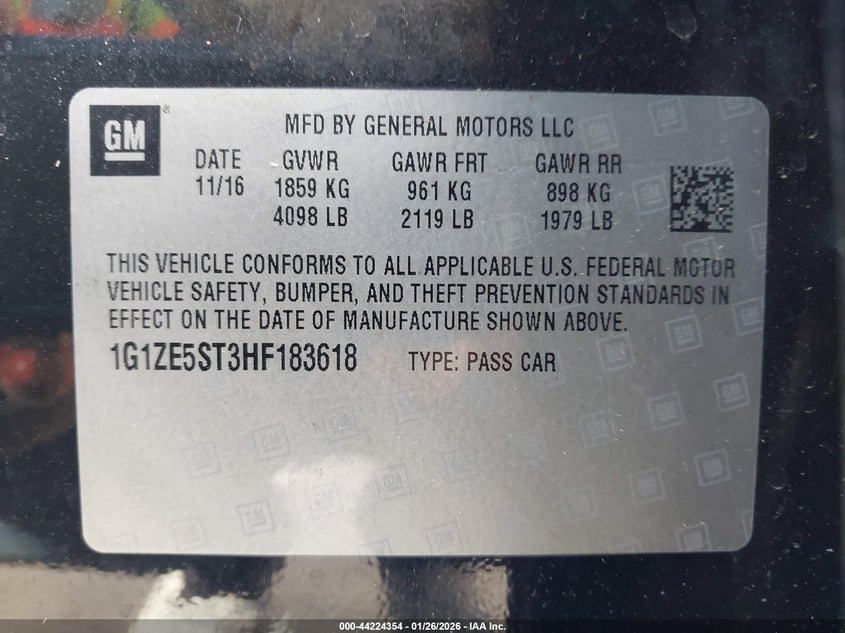 GM®
MFD BY GENERAL MOTORS LLC
DATE GVWR GAWR FRT GAWR RR
11/16 1859 KG 961 KG 898 KG
4098 LB 2119 LB 1979 LB
THIS VEHICLE CONFORMS TO ALL APPLICABLE U.S. FEDERAL MOTOR
VEHICLE SAFETY, BUMPER, AND THEFT PREVENTION STANDARDS IN
EFFECT ON THE DATE OF MANUFACTURE SHOWN ABOVE.
1G1ZE5ST3HF183618 TYPE: PASS CAR
000-44224354 - 01/26/2026 - IAA Inc.